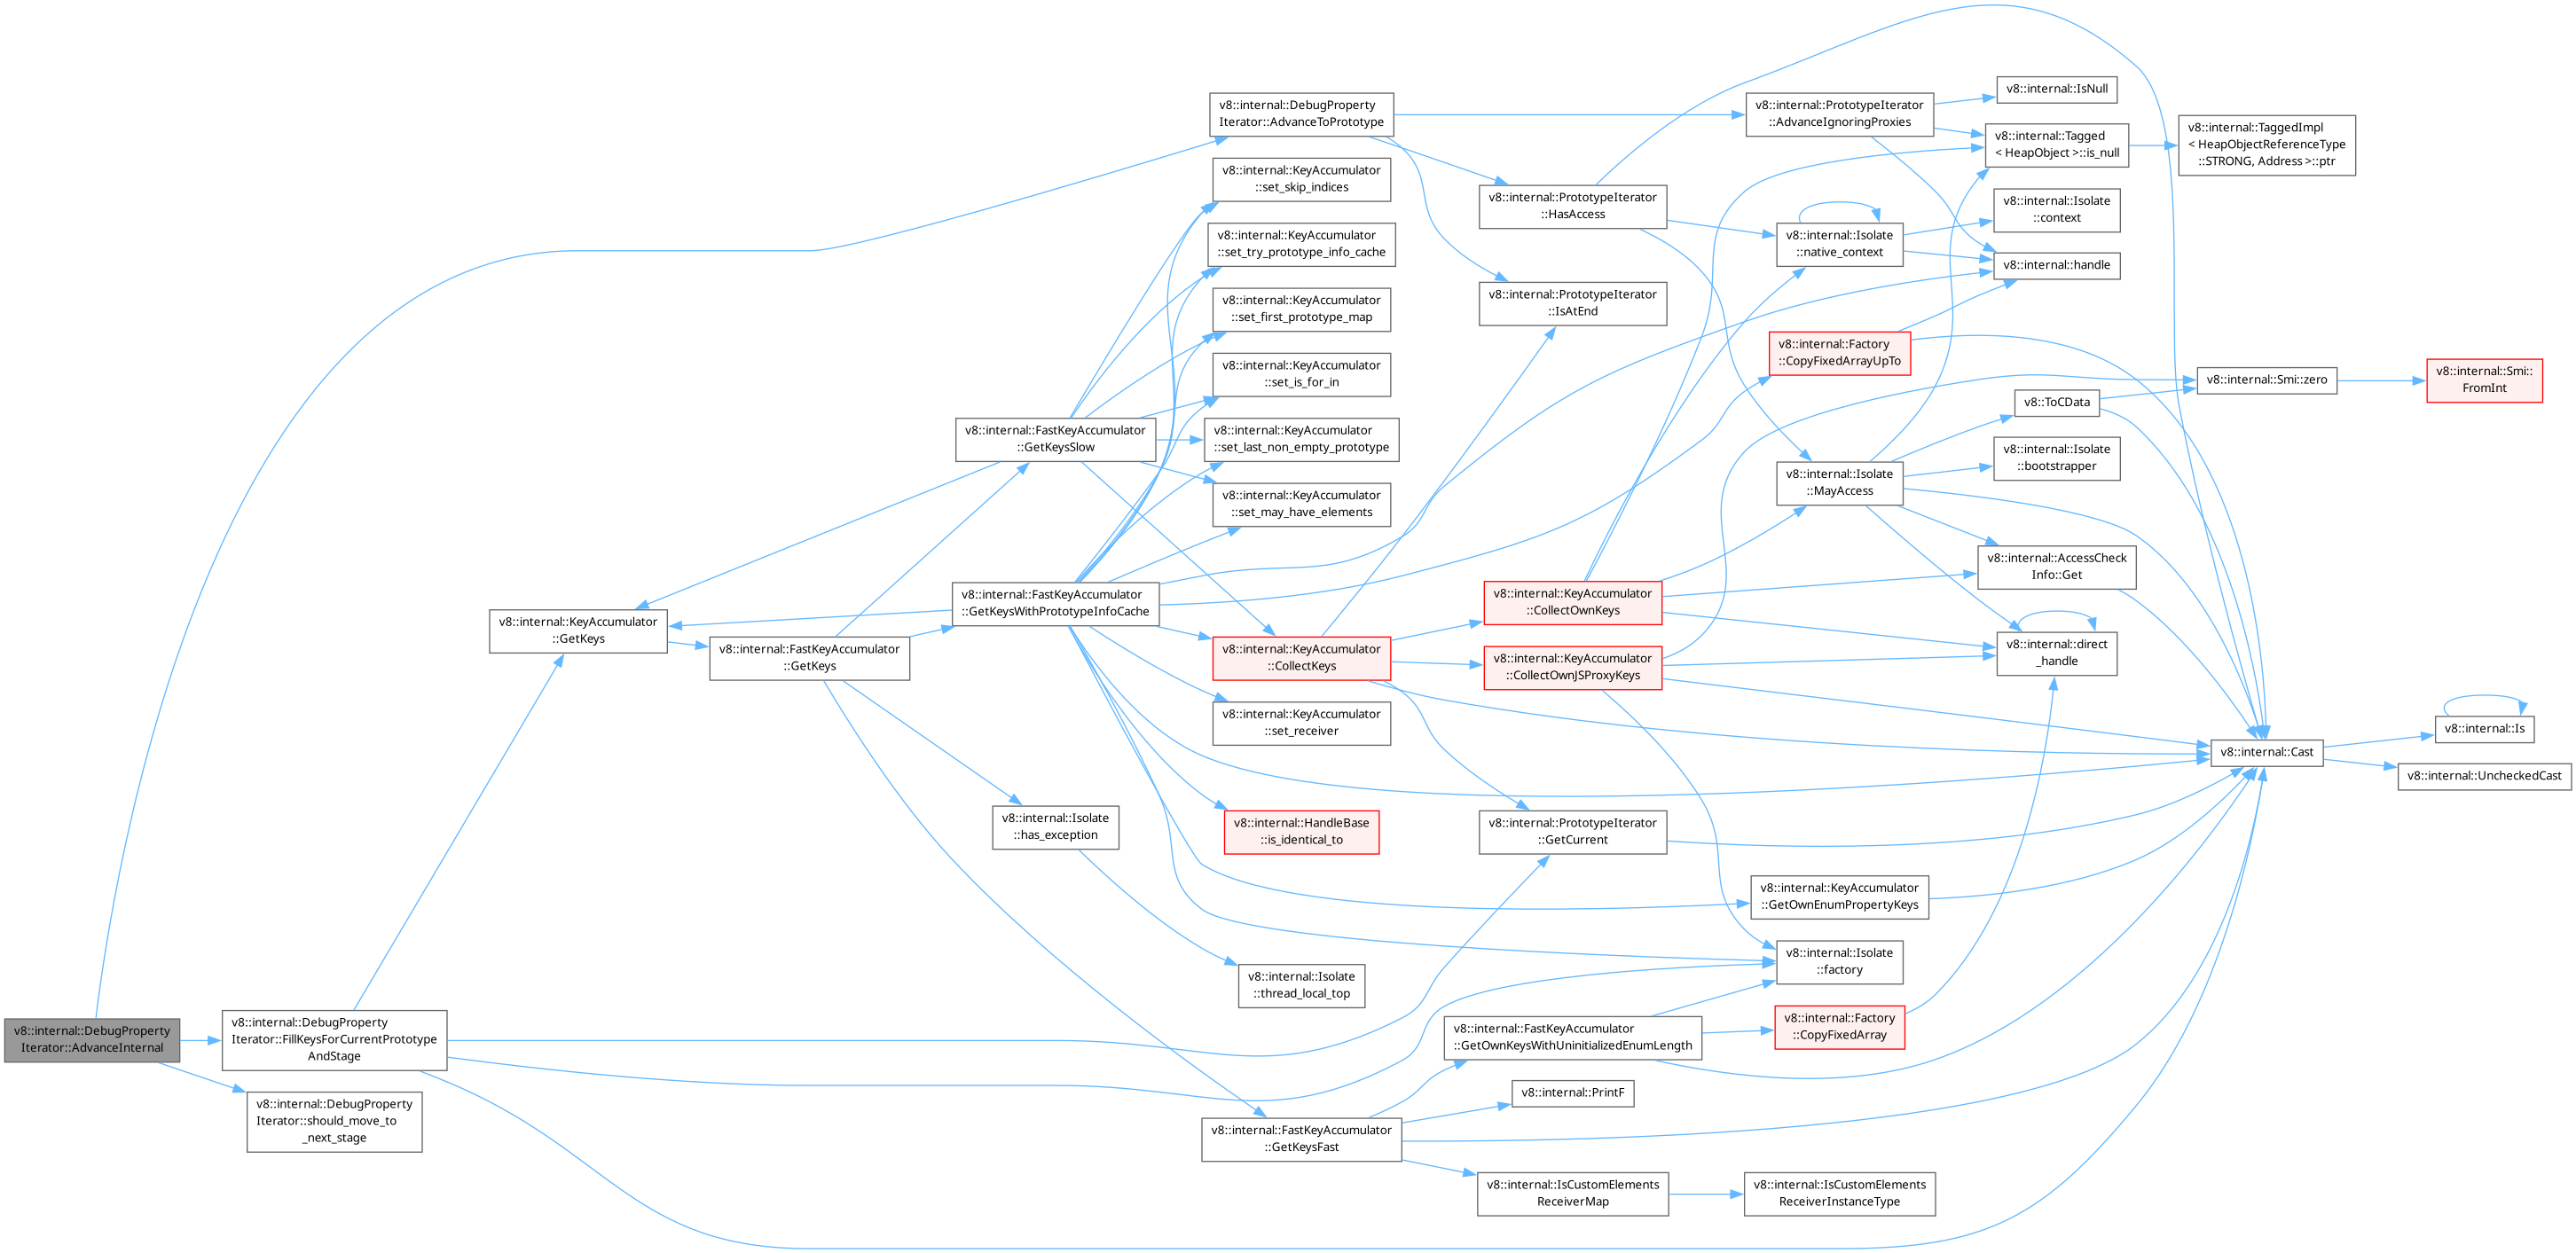 v8::internal::DebugProperty
Iterator::AdvanceInternal
v8::internal::DebugProperty
Iterator::AdvanceToPrototype
v8::internal::PrototypeIterator
::AdvanceIgnoringProxies
v8::internal::IsNull
v8::internal::Tagged
< HeapObject >::is_null
v8::internal::TaggedImpl
< HeapObjectReferenceType
::STRONG, Address >::ptr
v8::internal::handle
v8::internal::PrototypeIterator
::HasAccess
v8::internal::Isolate
::native_context
v8::internal::Isolate
::context
v8::internal::Isolate
::MayAccess
v8::ToCData
v8::internal::Smi::zero
v8::internal::Smi::
FromInt
v8::internal::Isolate
::bootstrapper
v8::internal::AccessCheck
Info::Get
v8::internal::direct
_handle
v8::internal::Cast
v8::internal::Is
v8::internal::UncheckedCast
v8::internal::PrototypeIterator
::IsAtEnd
v8::internal::DebugProperty
Iterator::FillKeysForCurrentPrototype
AndStage
v8::internal::DebugProperty
Iterator::should_move_to
_next_stage
v8::internal::KeyAccumulator
::GetKeys
v8::internal::FastKeyAccumulator
::GetKeys
v8::internal::FastKeyAccumulator
::GetKeysSlow
v8::internal::FastKeyAccumulator
::GetKeysWithPrototypeInfoCache
v8::internal::Isolate
::has_exception
v8::internal::Isolate
::thread_local_top
v8::internal::FastKeyAccumulator
::GetKeysFast
v8::internal::KeyAccumulator
::set_skip_indices
v8::internal::KeyAccumulator
::set_try_prototype_info_cache
v8::internal::KeyAccumulator
::set_first_prototype_map
v8::internal::KeyAccumulator
::set_is_for_in
v8::internal::KeyAccumulator
::set_last_non_empty_prototype
v8::internal::KeyAccumulator
::set_may_have_elements
v8::internal::KeyAccumulator
::CollectKeys
v8::internal::KeyAccumulator
::set_receiver
v8::internal::HandleBase
::is_identical_to
v8::internal::KeyAccumulator
::CollectOwnKeys
v8::internal::KeyAccumulator
::CollectOwnJSProxyKeys
v8::internal::PrototypeIterator
::GetCurrent
v8::internal::Factory
::CopyFixedArrayUpTo
v8::internal::KeyAccumulator
::GetOwnEnumPropertyKeys
v8::internal::Isolate
::factory
v8::internal::FastKeyAccumulator
::GetOwnKeysWithUninitializedEnumLength
v8::internal::Factory
::CopyFixedArray
v8::internal::PrintF
v8::internal::IsCustomElements
ReceiverMap
v8::internal::IsCustomElements
ReceiverInstanceType